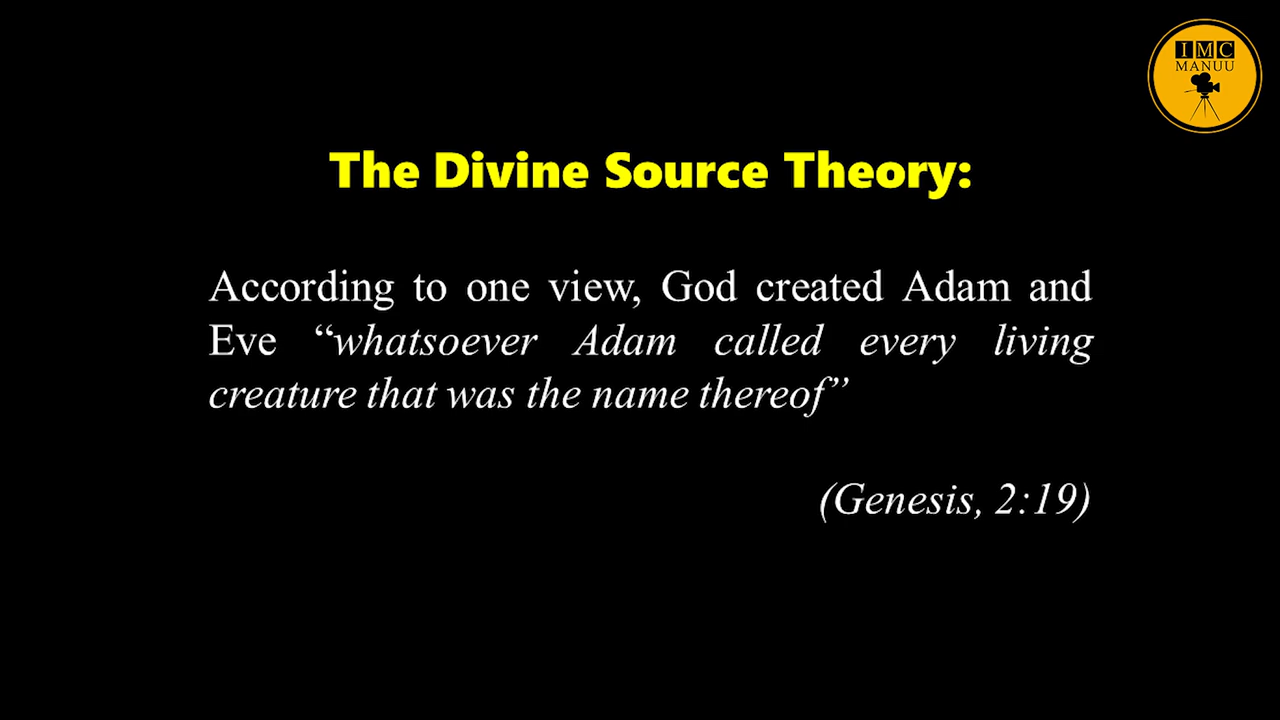 IMC
MANUU
The Divine Source Theory:
According to one view, God created Adam and
Eve “whatsoever Adam called every living
creature that was the name thereof”
(Genesis, 2:19)